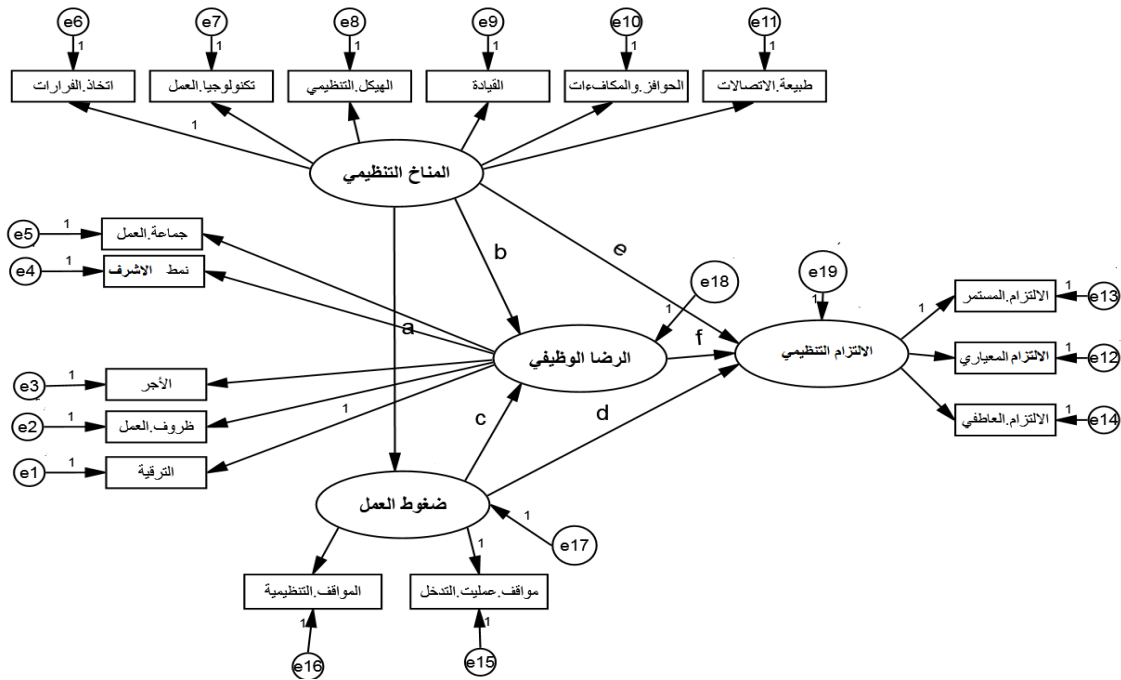 e6 e7 e8 e9 e10 e11
1 1 1 1 1 1
اتخاذ.الفرارات
تكنولوجيا.العمل
الهيكل.التنظيمي
القيادة
الحوافز.والمكافءات
طبيعة.الاتصالات
1
المناخ التنظيمي
e5 1 جماعة.العمل
e4 1 نمط الاشرف
b
e
e18
1
e19
1
a
الرضا الوظيفي
f
الالتزام التنظيمي
1
الالتزام.المستمر 1 e13
الالتزام المعياري 1 e12
الالتزام.العاطفي 1 e14
e3 1 الأجر
e2 1 ظروف.العمل
e1 1 الترقية
1
c
d
ضغوط العمل
1
e17
1
المواقف.التنظيمية
مواقف.عمليت.التدخل
1 1
e16 e15